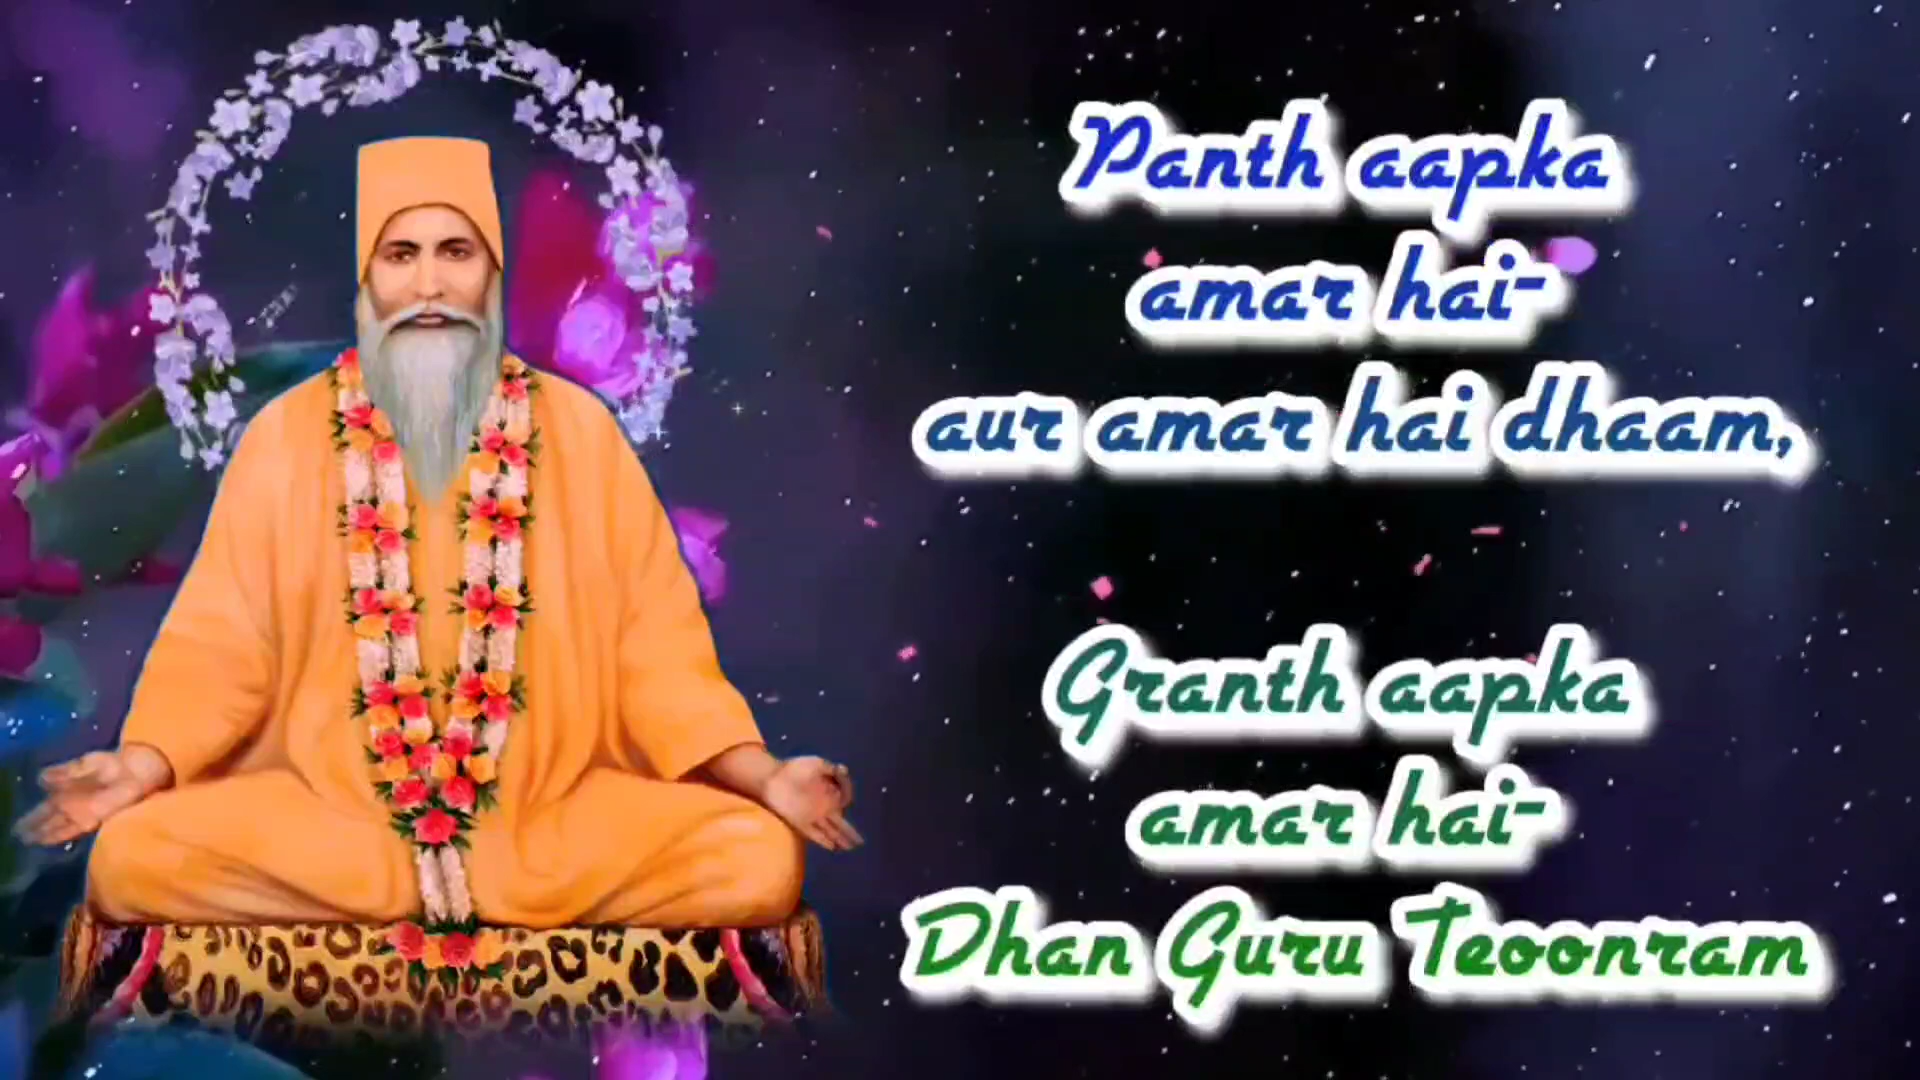 Panth aapka
amar hai-
aur amar hai dhaam,
Granth aapka
amar hai-
Dhan Guru Teoonram